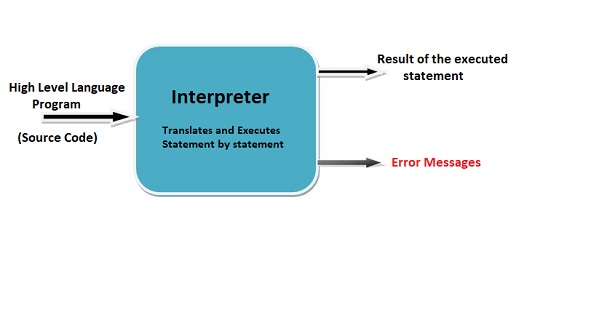 High Level Language
Program
(Source Code)
Interpreter
Translates and Executes
Statement by statement
Result of the executed
statement
Error Messages